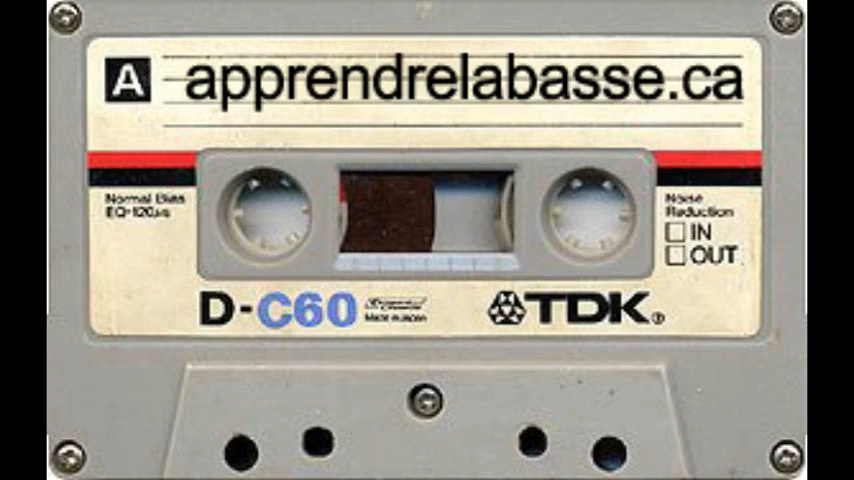 A apprendrelabasse.ca
Normal Bias
EQ-120µs
Noise
Reduction
IN
OUT
D-C60
Made in Japan
TDK